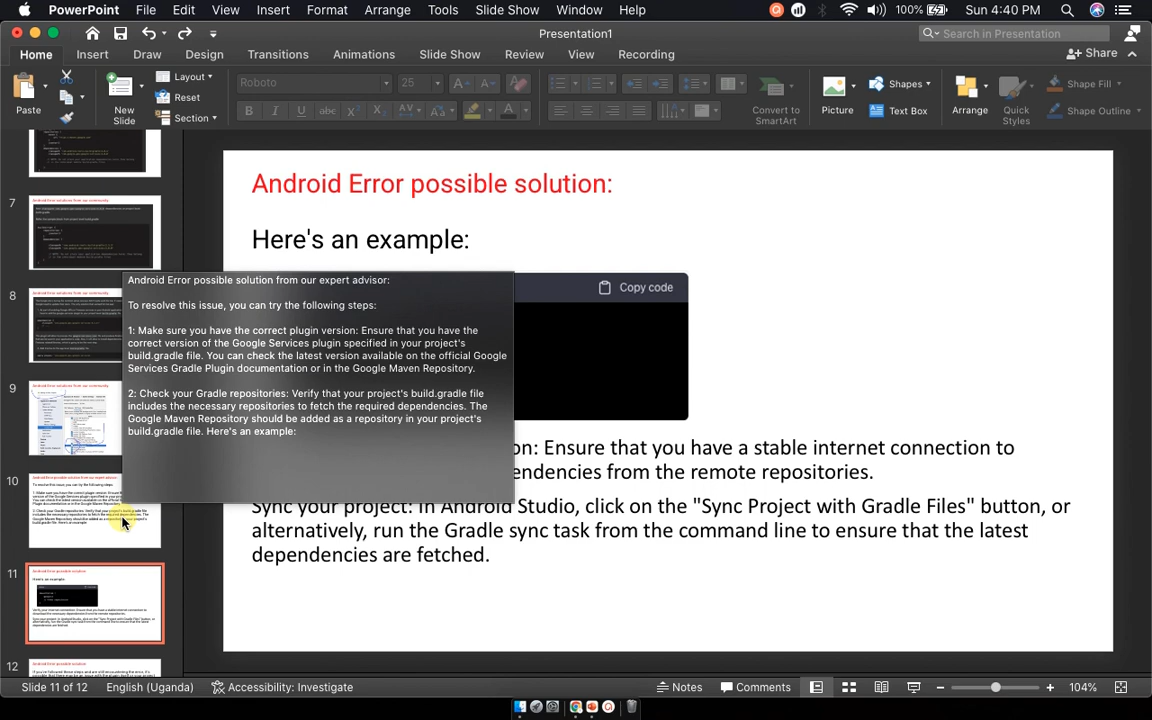 PowerPoint File Edit View Insert Format Arrange Tools Slide Show Window Help 100% Sun 4:40 PM
Presentation1
Search in Presentation
Home Insert Draw Design Transitions Animations Slide Show Review View Recording
Share
Paste
New Slide
Layout
Reset
Section
Roboto 25
B I U abc X² X₂ AV Aa A
Convert to SmartArt
Picture
Shapes
Text Box
Arrange
Quick Styles
Shape Fill
Shape Outline
7
8
9
10
11
12
Android Error possible solution from our expert advisor:
To resolve this issue, you can try the following steps:
1: Make sure you have the correct plugin version: Ensure that you have the
correct version of the Google Services plugin specified in your project's
build.gradle file. You can check the latest version available on the official Google
Services Gradle Plugin documentation or in the Google Maven Repository.
2: Check your Gradle repositories: Verify that your project's build.gradle file
includes the necessary repositories to fetch the required dependencies. The
Google Maven Repository should be added as a repository in your project's
build.gradle file. Here's an example:
Android Error possible solution:
Here's an example:
Copy code
on: Ensure that you have a stable internet connection to
endencies from the remote repositories.
Sync your project: In Android Studio, click on the "Sync Project with Gradle Files" button, or
alternatively, run the Gradle sync task from the command line to ensure that the latest
dependencies are fetched.
Slide 11 of 12 English (Uganda) Accessibility: Investigate Notes Comments 104%